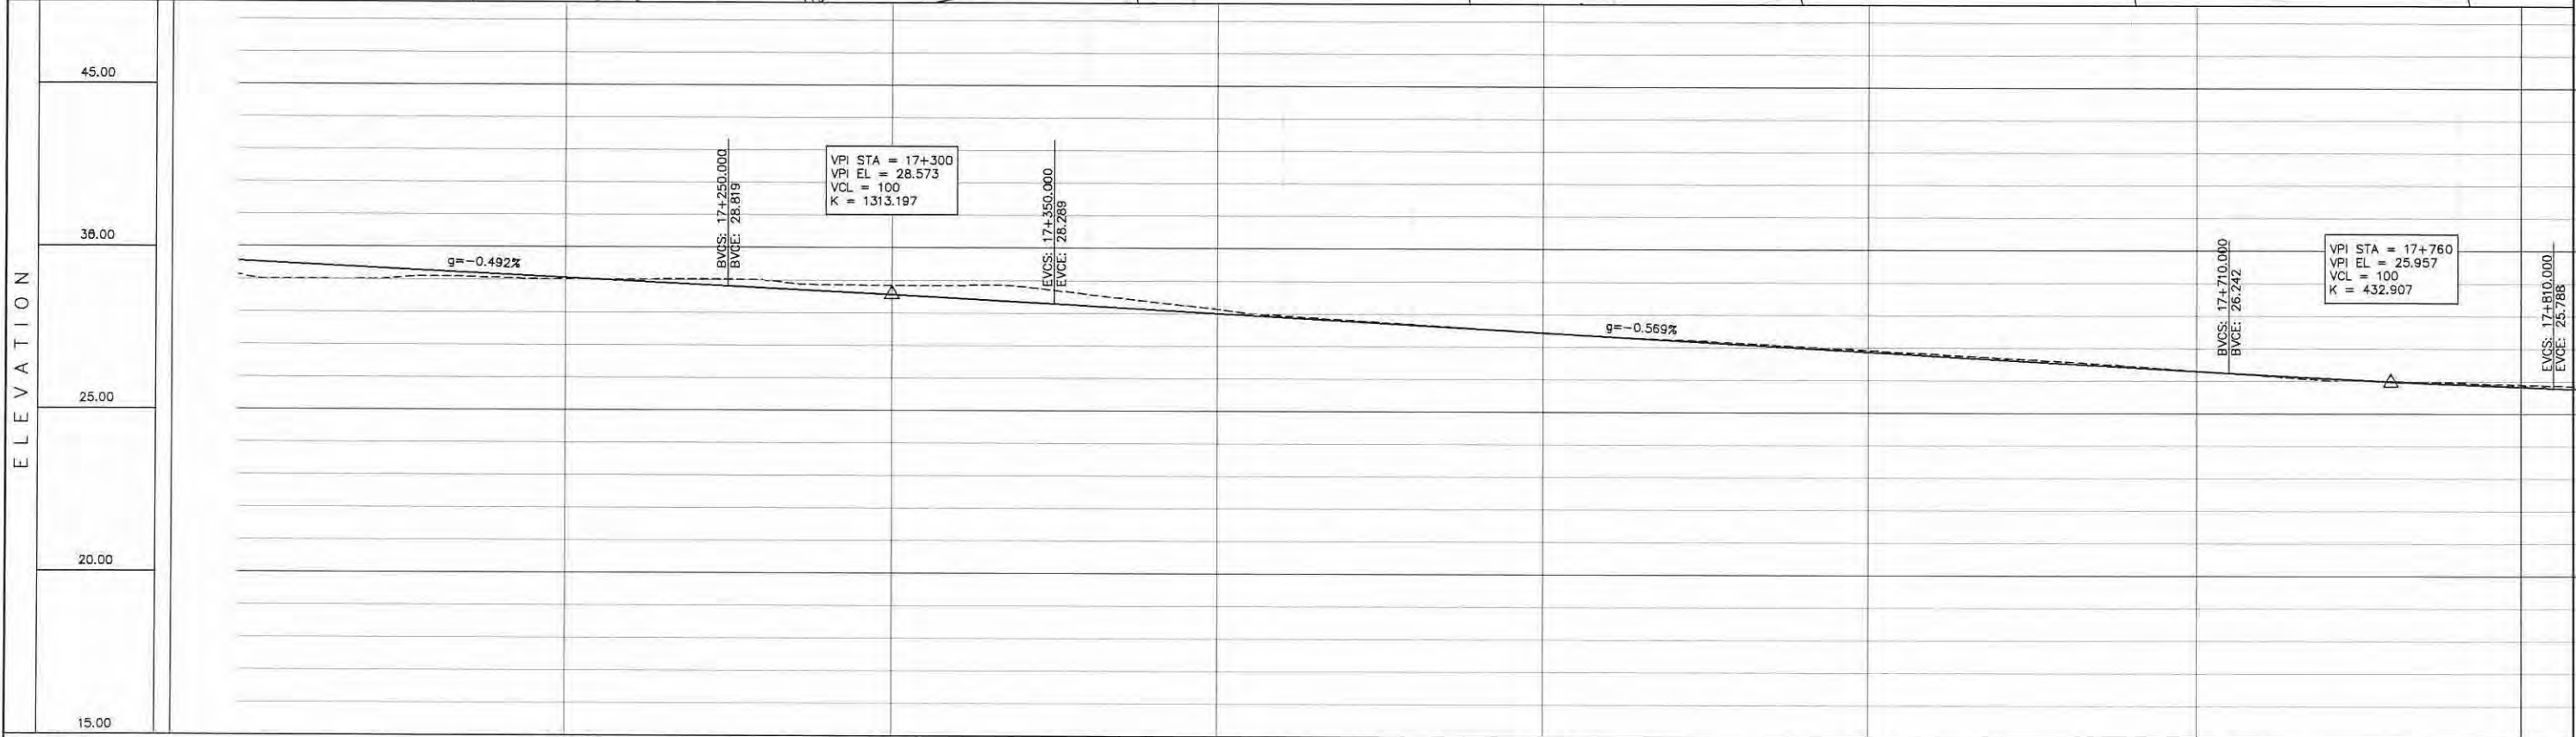 45.00
30.00
25.00
20.00
15.00
ELEVATION
g=-0.492%
BVCS: 17+250.000
BVCE: 28.819
VPI STA = 17+300
VPI EL = 28.573
VCL = 100
K = 1313.197
EVCS: 17+350.000
EVCE: 28.289
g=-0.569%
BVCS: 17+710.000
BVCE: 26.242
VPI STA = 17+760
VPI EL = 25.957
VCL = 100
K = 432.907
EVCS: 17+810.000
EVCE: 25.788